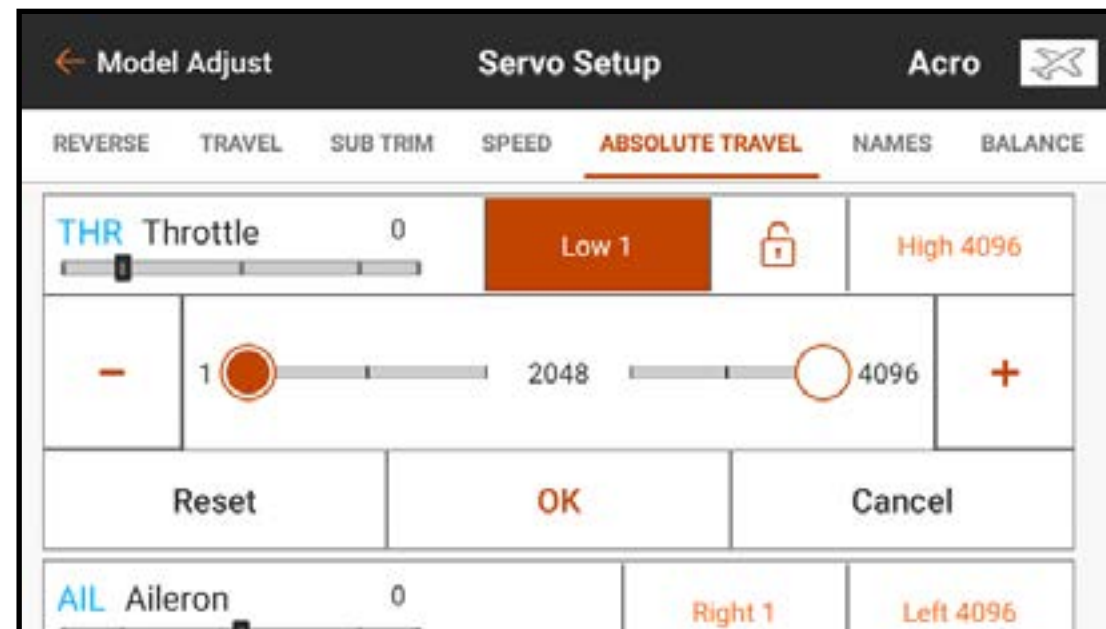 Model Adjust Servo Setup Acro
REVERSE TRAVEL SUB TRIM SPEED ABSOLUTE TRAVEL NAMES BALANCE
THR Throttle 0 Low 1 High 4096
- 1 2048 4096 +
Reset OK Cancel
AIL Aileron 0 Right 1 Left 4096